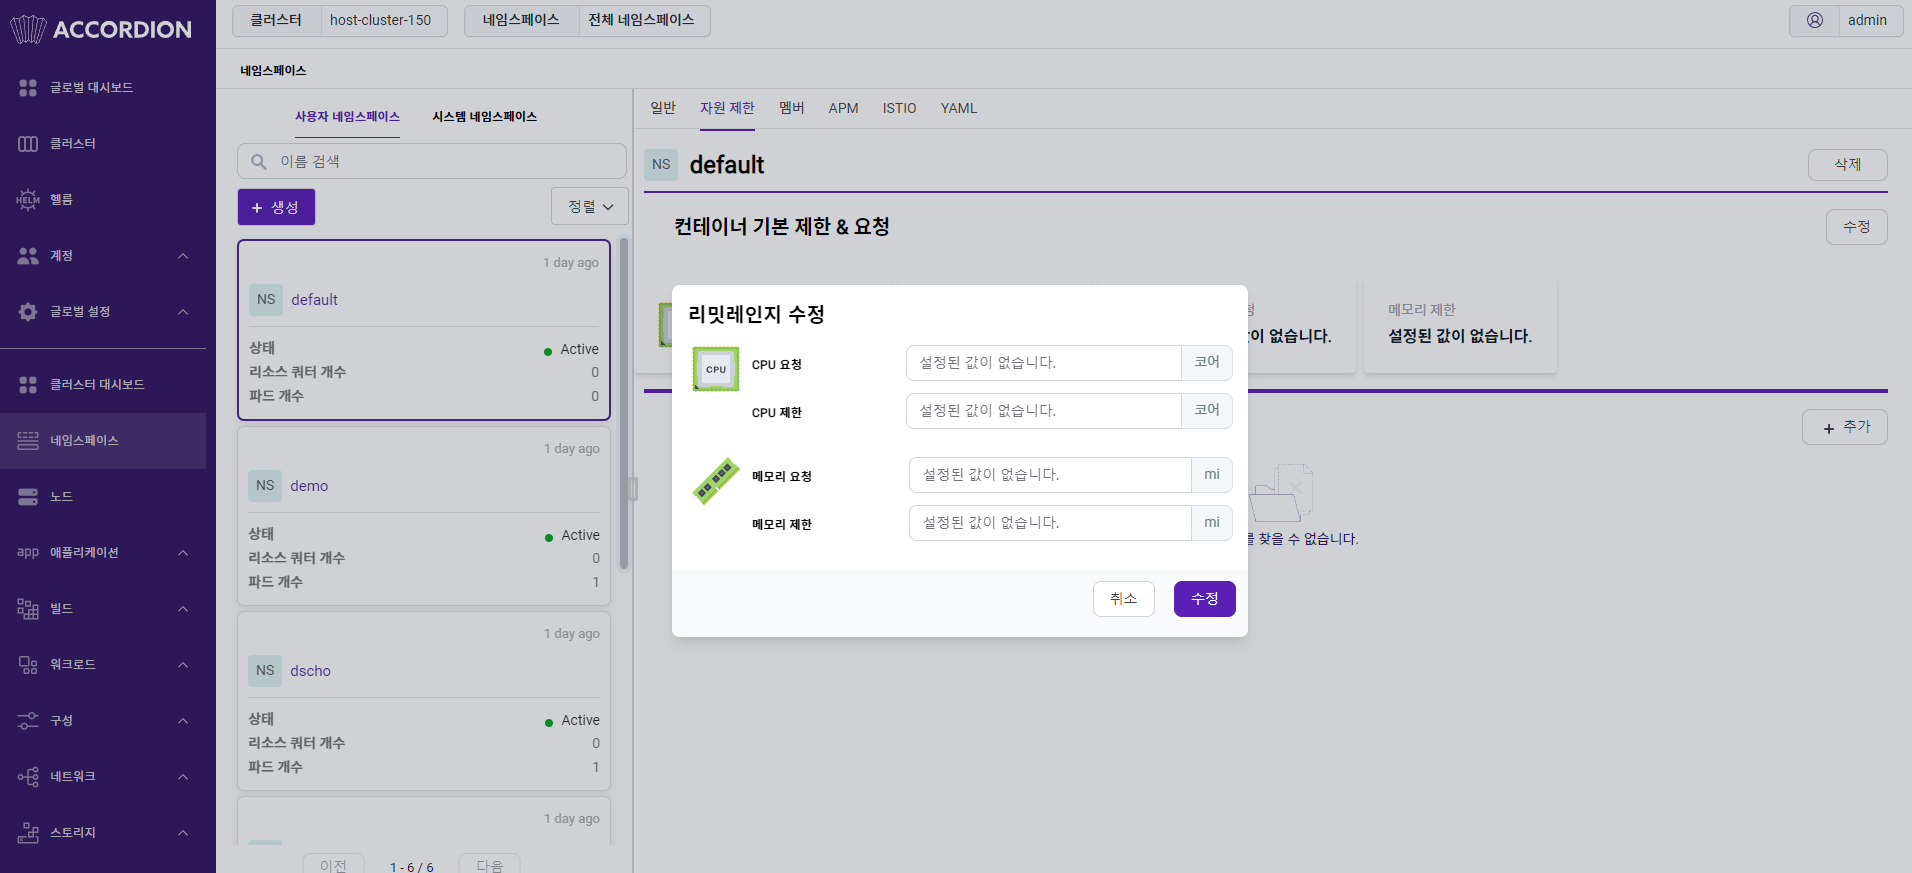 ACCORDION
글로벌 대시보드
클러스터
HELM 헬름
계정
글로벌 설정
클러스터 대시보드
네임스페이스
노드
app 애플리케이션
빌드
워크로드
구성
네트워크
스토리지
클러스터 host-cluster-150 네임스페이스 전체 네임스페이스 admin
네임스페이스
사용자 네임스페이스 시스템 네임스페이스
이름 검색
+ 생성 정렬
1 day ago
NS default
상태 Active
리소스 쿼터 개수 0
파드 개수 0
1 day ago
NS demo
상태 Active
리소스 쿼터 개수 0
파드 개수 1
1 day ago
NS dscho
상태 Active
리소스 쿼터 개수 0
파드 개수 1
1 day ago
이전 1 - 6 / 6 다음
일반 자원 제한 멤버 APM ISTIO YAML
NS default 삭제
컨테이너 기본 제한 & 요청 수정
메모리 제한
값이 없습니다. 설정된 값이 없습니다.
+ 추가
를 찾을 수 없습니다.
리밋레인지 수정
CPU CPU 요청 설정된 값이 없습니다. 코어
CPU 제한 설정된 값이 없습니다. 코어
메모리 요청 설정된 값이 없습니다. mi
메모리 제한 설정된 값이 없습니다. mi
취소 수정